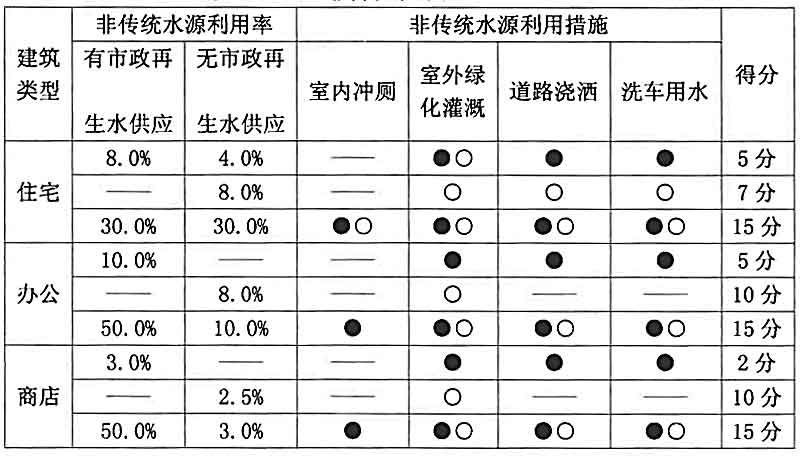 建筑类型 非传统水源利用率 非传统水源利用措施 得分
有市政再生水供应 无市政再生水供应 室内冲厕 室外绿化灌溉 道路浇洒 洗车用水
住宅 8.0% 4.0% —— ●○ ● ● 5分
—— 8.0% —— ○ ○ ○ 7分
30.0% 30.0% ●○ ●○ ●○ ●○ 15分
办公 10.0% —— —— ● ● ● 5分
—— 8.0% —— ○ —— —— 10分
50.0% 10.0% ● ●○ ●○ ●○ 15分
商店 3.0% —— —— ● ● ● 2分
—— 2.5% —— ○ —— —— 10分
50.0% 3.0% ● ●○ ●○ ●○ 15分